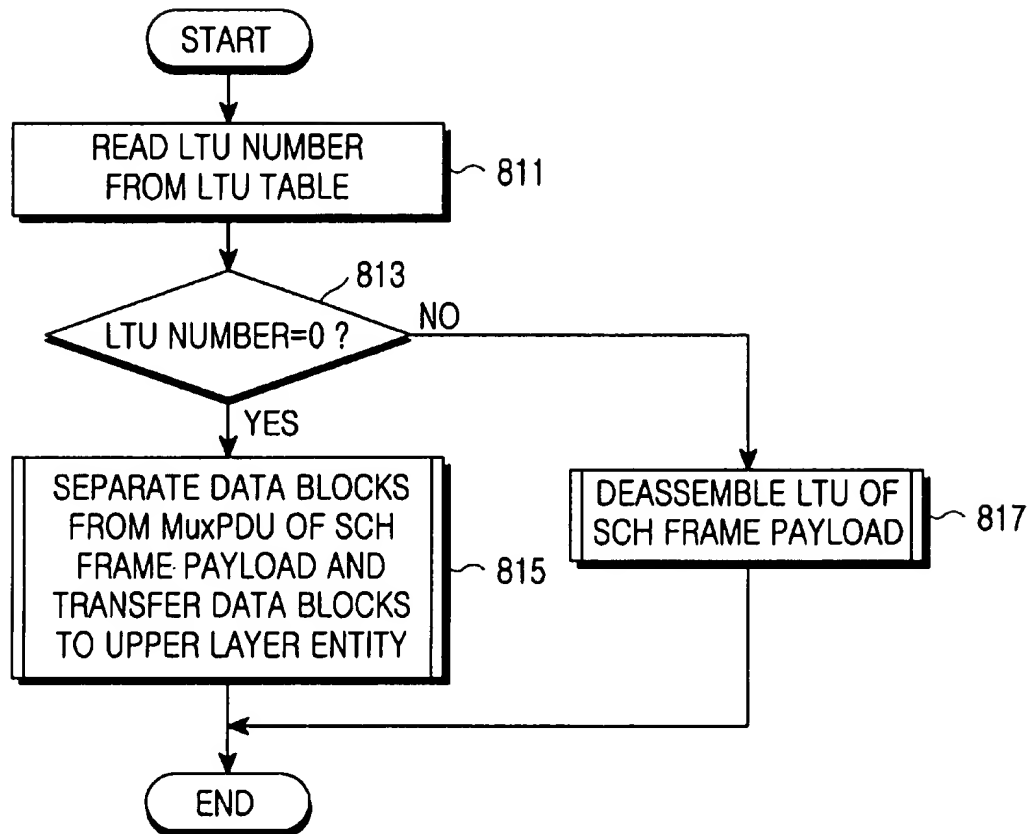 START
READ LTU NUMBER
FROM LTU TABLE
811
813
LTU NUMBER=0 ?
NO
YES
SEPARATE DATA BLOCKS
FROM MuxPDU OF SCH
FRAME PAYLOAD AND
TRANSFER DATA BLOCKS
TO UPPER LAYER ENTITY
815
DEASSEMBLE LTU OF
SCH FRAME PAYLOAD
817
END